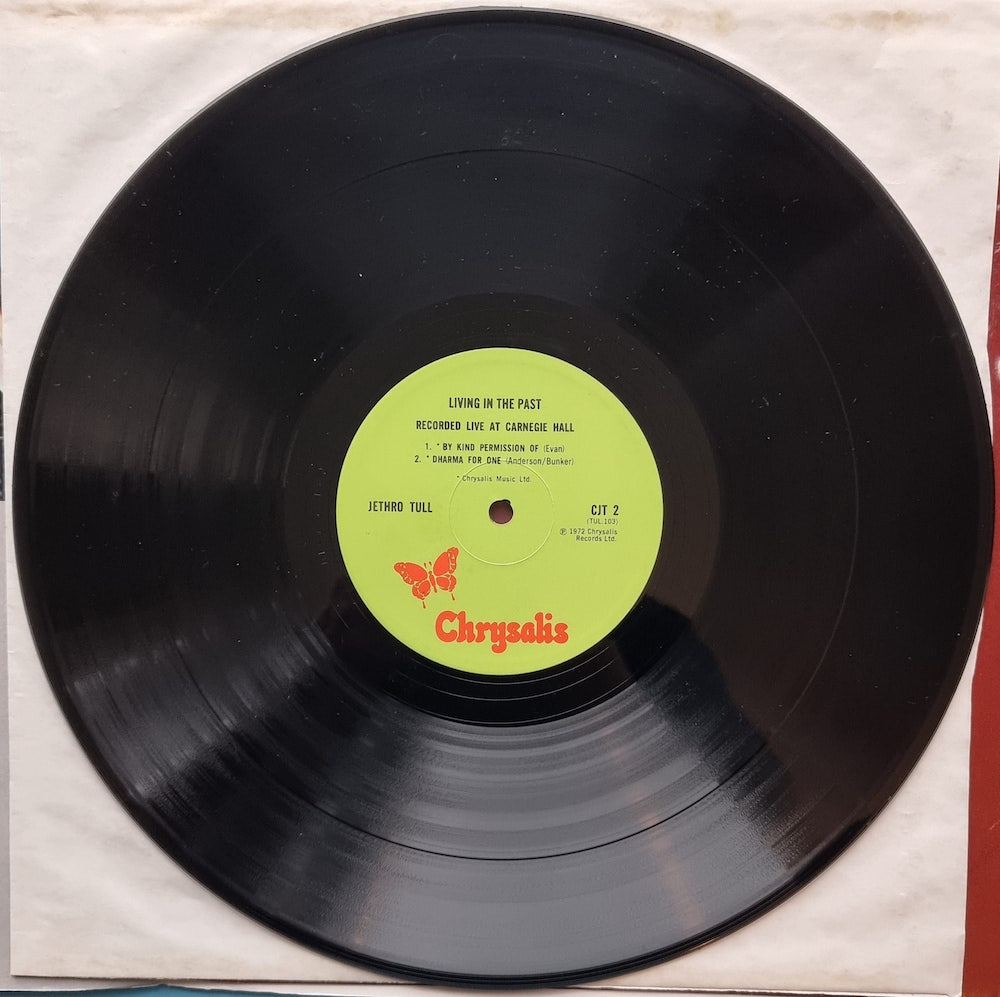 LIVING IN THE PAST
RECORDED LIVE AT CARNEGIE HALL
1. * BY KIND PERMISSION OF (Evan)
2. * DHARMA FOR ONE (Anderson/Bunker)
* Chrysalis Music Ltd.
JETHRO TULL
CJT 2
(TUL.103)
℗ 1972 Chrysalis
Records Ltd.
Chrysalis